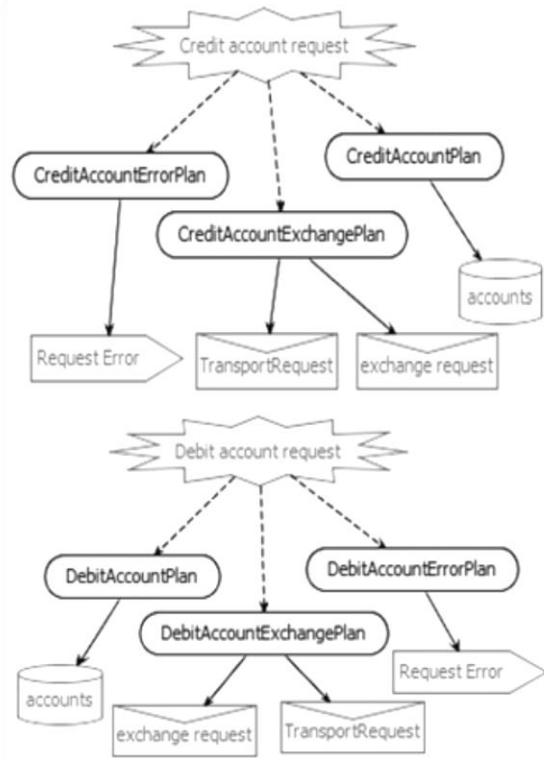 Credit account request
CreditAccountPlan
CreditAccountErrorPlan
CreditAccountExchangePlan
accounts
Request Error
TransportRequest
exchange request
Debit account request
DebitAccountPlan
DebitAccountErrorPlan
DebitAccountExchangePlan
Request Error
accounts
exchange request
TransportRequest